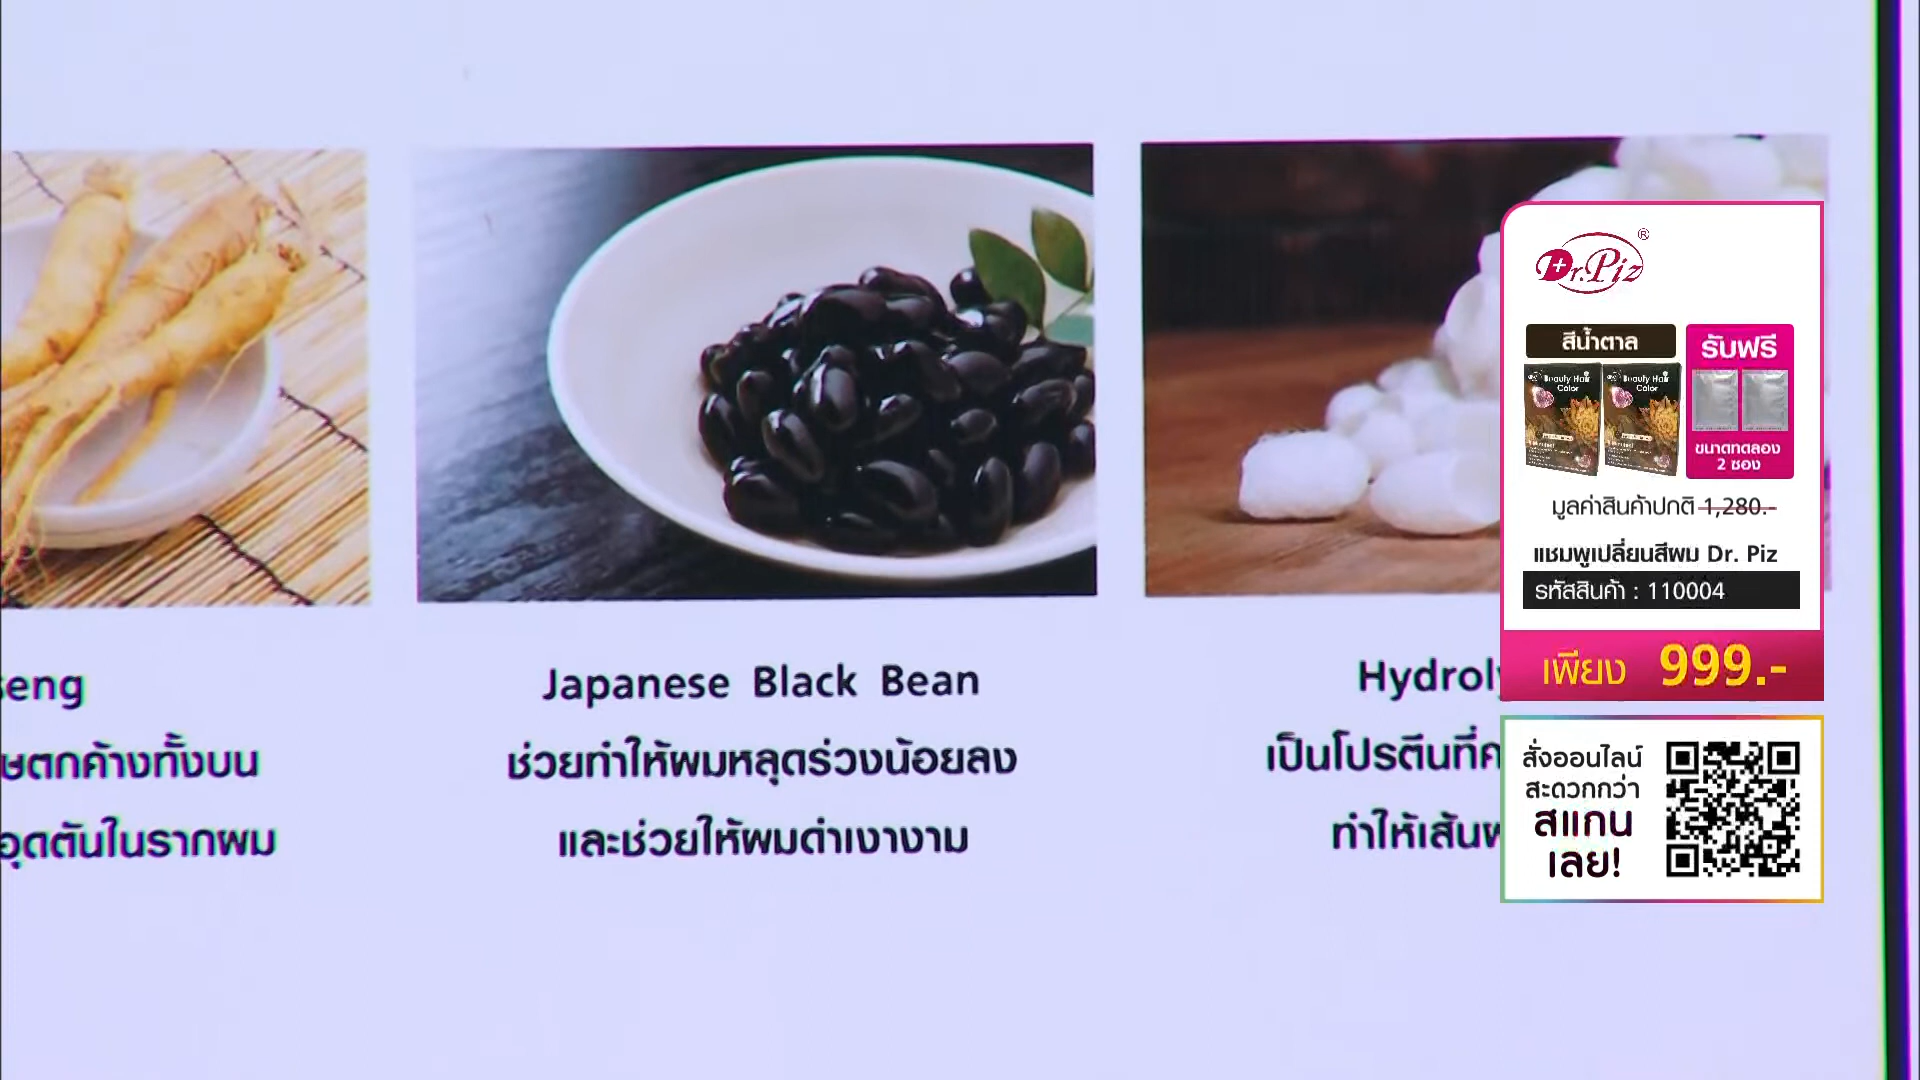 seng
ษตกค้างทั้งบน
อุดตันในรากผม
Japanese Black Bean
ช่วยทำให้ผมหลุดร่วงน้อยลง
และช่วยให้ผมดำเงางาม
เป็นโปรตีนที่
ทำให้เส้น
Dr.Piz®
สีน้ำตาล
Beauty Hair
Color
Beauty Hair
Color
รับฟรี
ขนาดทดลอง
2 ซอง
มูลค่าสินค้าปกติ 1,280.-
แชมพูเปลี่ยนสีผม Dr. Piz
รหัสสินค้า : 110004
เพียง 999.-
สั่งออนไลน์
สะดวกกว่า
สแกน
เลย!